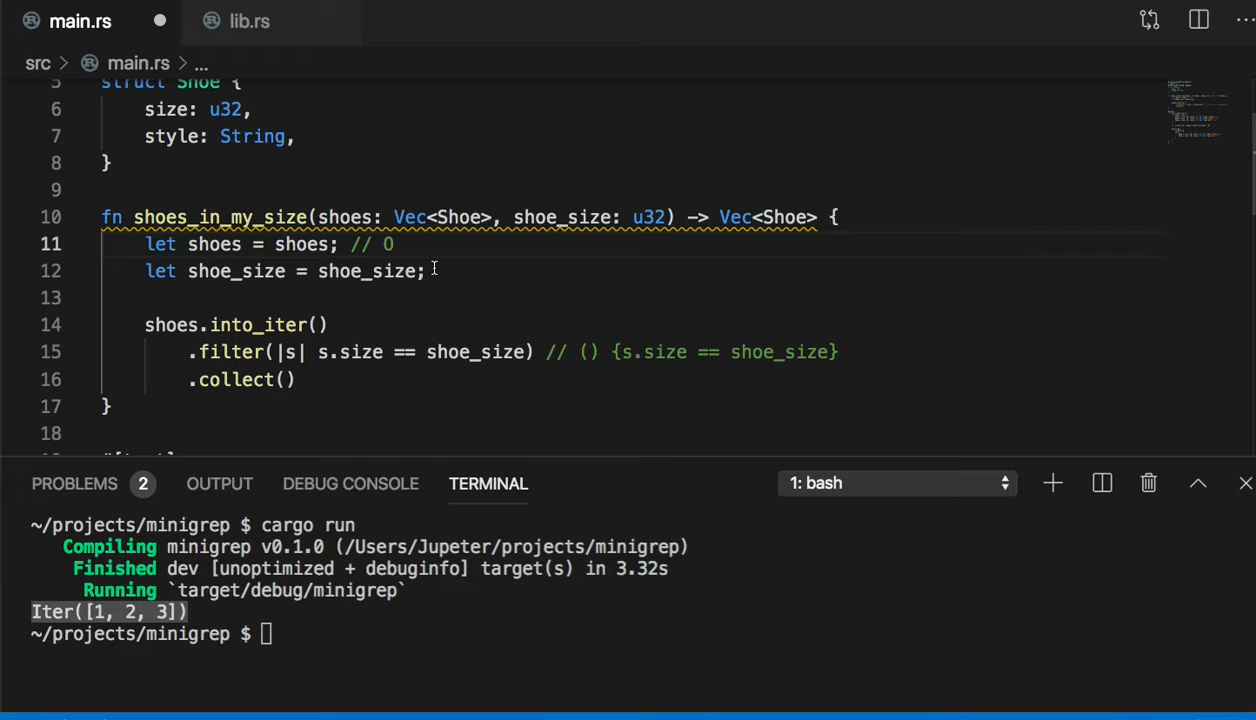 main.rs
lib.rs
src > main.rs > ...
5 struct Shoe {
6 size: u32,
7 style: String,
8 }
9
10 fn shoes_in_my_size(shoes: Vec<Shoe>, shoe_size: u32) -> Vec<Shoe> {
11 let shoes = shoes; // O
12 let shoe_size = shoe_size;
13
14 shoes.into_iter()
15 .filter(|s| s.size == shoe_size) // () {s.size == shoe_size}
16 .collect()
17 }
18
PROBLEMS 2 OUTPUT DEBUG CONSOLE TERMINAL 1: bash
~/projects/minigrep $ cargo run
Compiling minigrep v0.1.0 (/Users/Jupeter/projects/minigrep)
Finished dev [unoptimized + debuginfo] target(s) in 3.32s
Running `target/debug/minigrep`
Iter([1, 2, 3])
~/projects/minigrep $